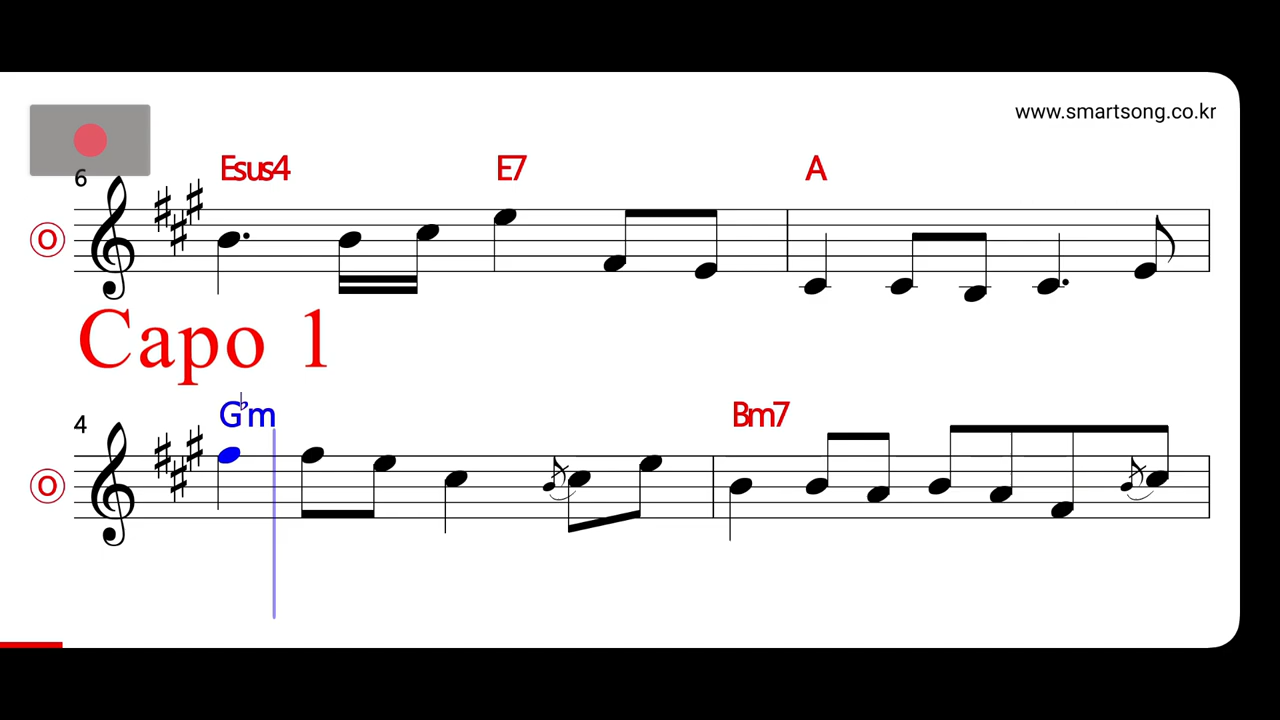 www.smartsong.co.kr
6
Esus4 E7 A
O
Capo 1
4
G♭m Bm7
O